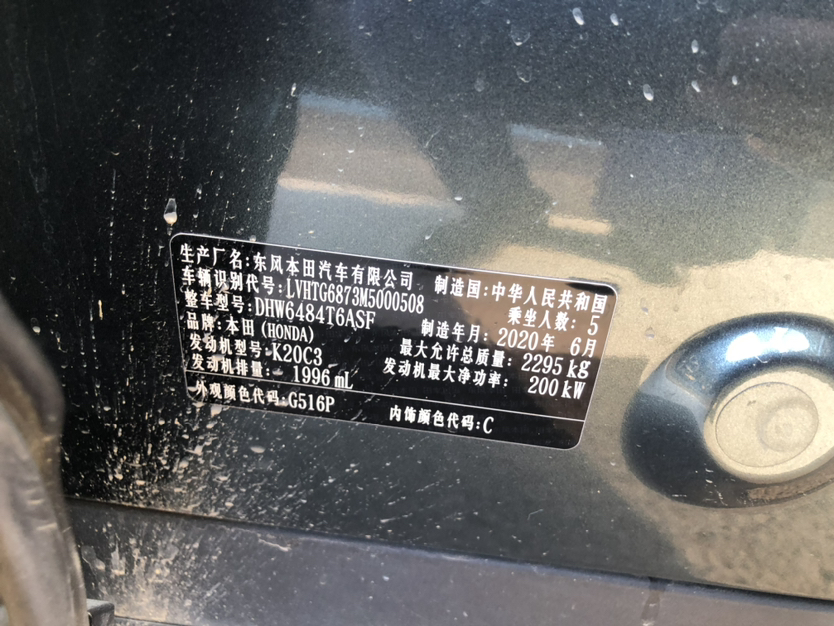 生产厂名:东风本田汽车有限公司 制造国:中华人民共和国
车辆识别代号:LVHTG6873M5000508 乘坐人数: 5
整车型号:DHW6484T6ASF 制造年月: 2020年 6月
品牌:本田(HONDA) 最大允许总质量: 2295 kg
发动机型号:K20C3 发动机最大净功率: 200 kW
发动机排量: 1996 mL
外观颜色代码:G516P 内饰颜色代码:C